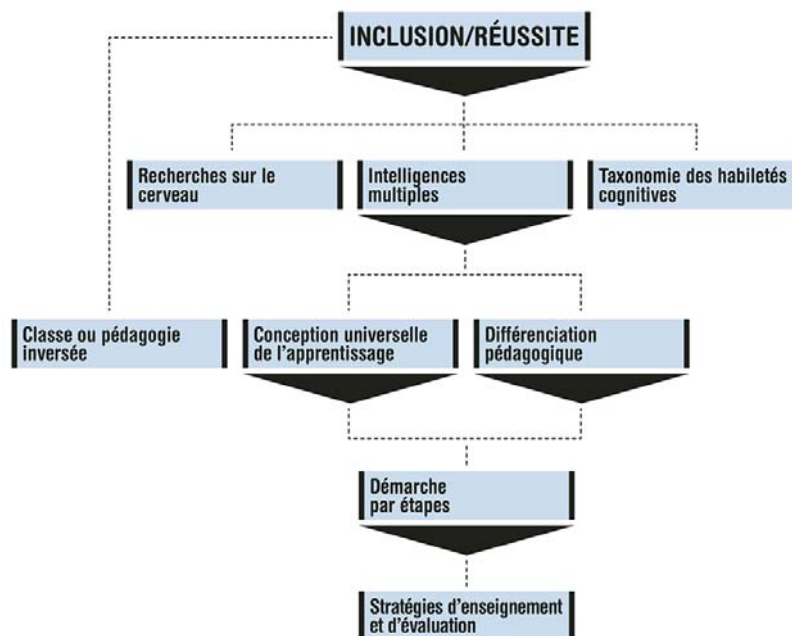 INCLUSION/RÉUSSITE
Recherches sur le
cerveau
Intelligences
multiples
Taxonomie des habiletés
cognitives
Classe ou pédagogie
inversée
Conception universelle
de l'apprentissage
Différenciation
pédagogique
Démarche
par étapes
Stratégies d'enseignement
et d'évaluation